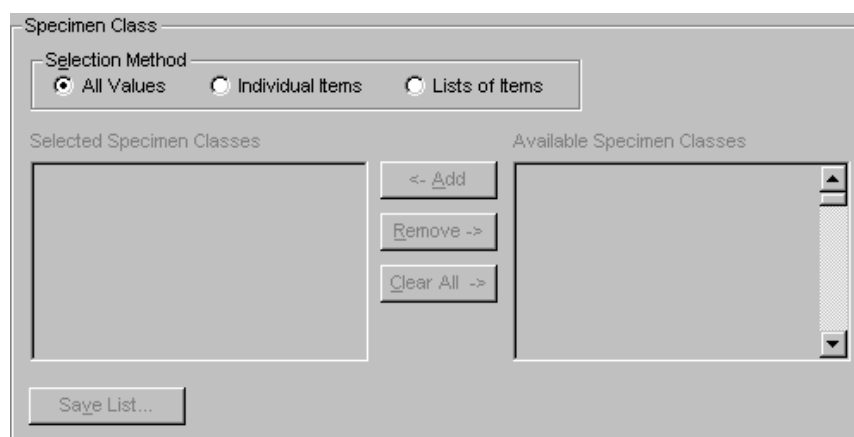 Specimen Class
Selection Method
All Values Individual Items Lists of Items
Selected Specimen Classes Available Specimen Classes
<- Add
Remove ->
Clear All ->
Save List...